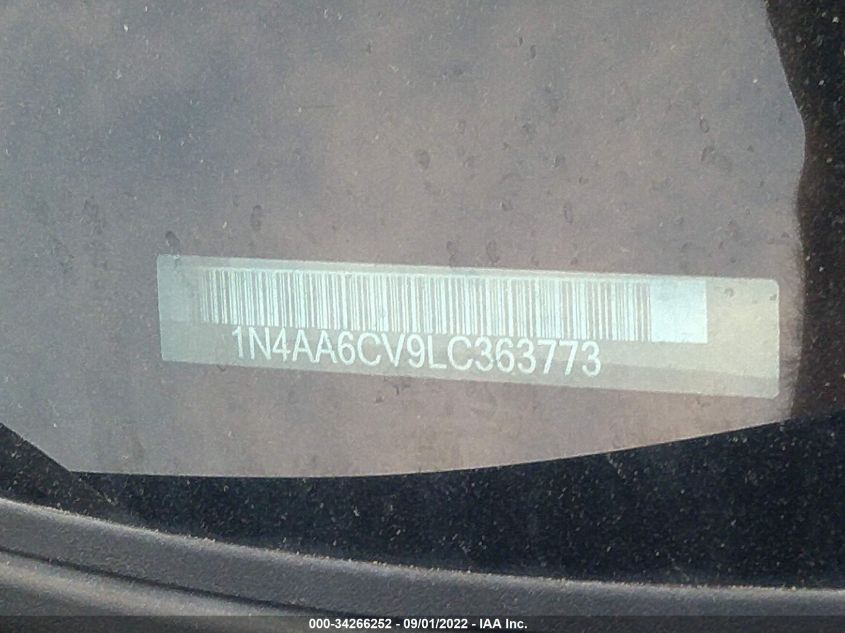 1N4AA6CV9LC363773
000-34266252 - 09/01/2022 - IAA Inc.